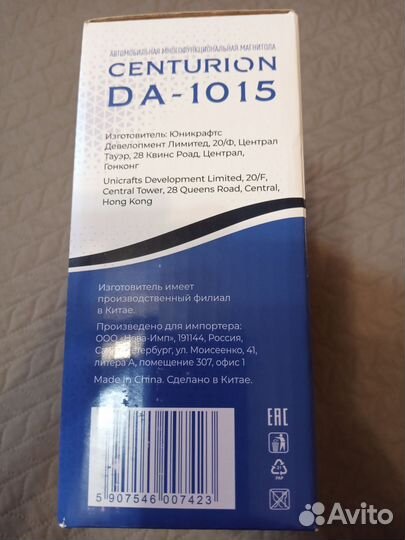 АВТОМОБИЛЬНАЯ МНОГОФУНКЦИОНАЛЬНАЯ МАГНИТОЛА
CENTURION
DA-1015
Изготовитель: Юникрафтс
Девелопмент Лимитед, 20/Ф, Централ
Тауэр, 28 Квинс Роад, Централ,
Гонконг
Unicrafts Development Limited, 20/F,
Central Tower, 28 Queens Road, Central,
Hong Kong
Изготовитель имеет
производственный филиал
в Китае.
Произведено для импортера:
ООО «Нова-Имп», 191144, Россия,
Санкт-Петербург, ул. Моисеенко, 41,
литера А, помещение 307, офис 1
Made in China. Сделано в Китае.
EAC
PAP
5 907546 007423
Avito